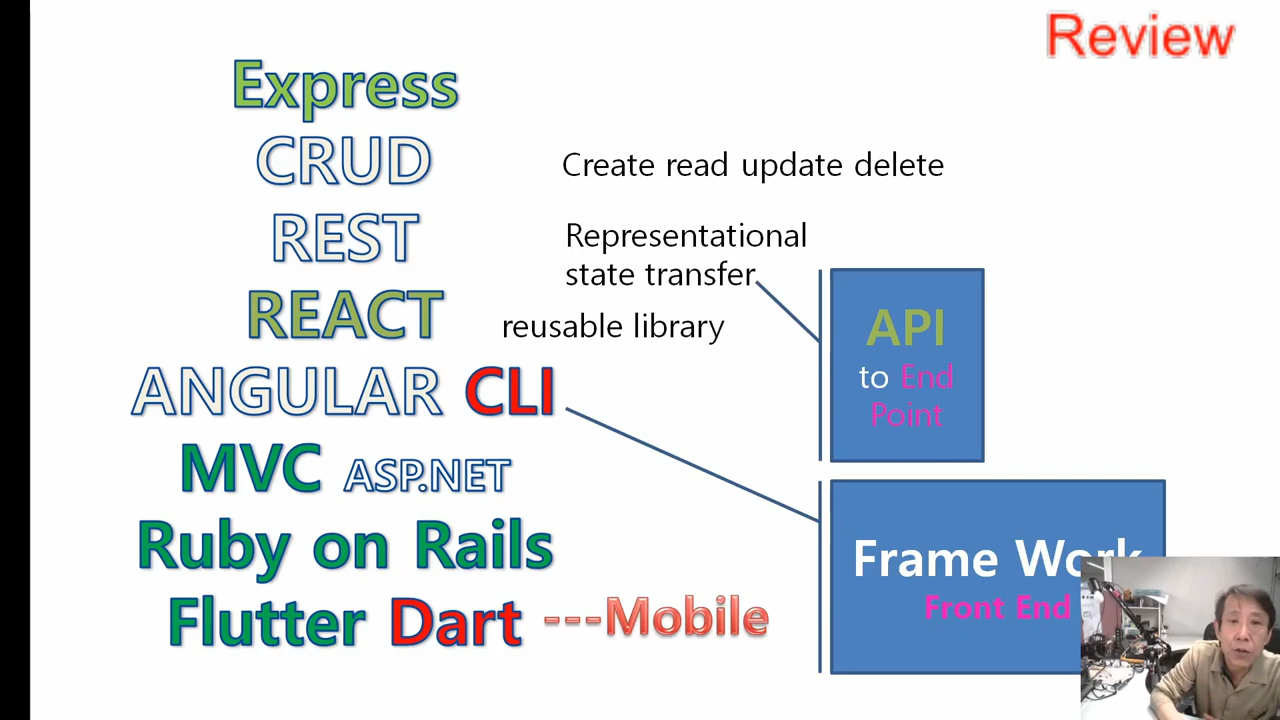 Review
Express
CRUD
Create read update delete
REST
Representational
state transfer
REACT
reusable library
API
to End
Point
ANGULAR CLI
MVC ASP.NET
Ruby on Rails
Frame Work
Front End
Flutter Dart ---Mobile